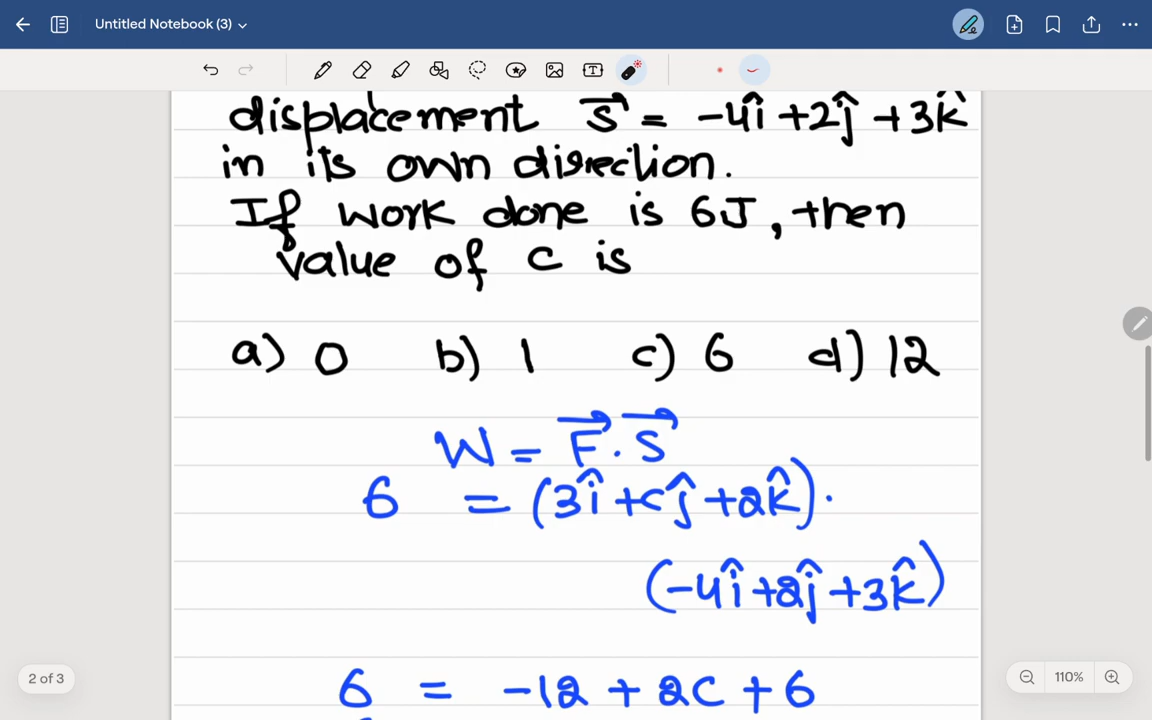 Untitled Notebook (3)
displacement S = -4î +2ĵ +3k̂
in its own direction.
If work done is 6J, then
value of c is
a) 0 b) 1 c) 6 d) 12
W = F⃗ . S⃗
6 = (3î + cĵ + 2k̂) .
(-4î + 2ĵ + 3k̂)
6 = -12 + 2c + 6
2 of 3
110%